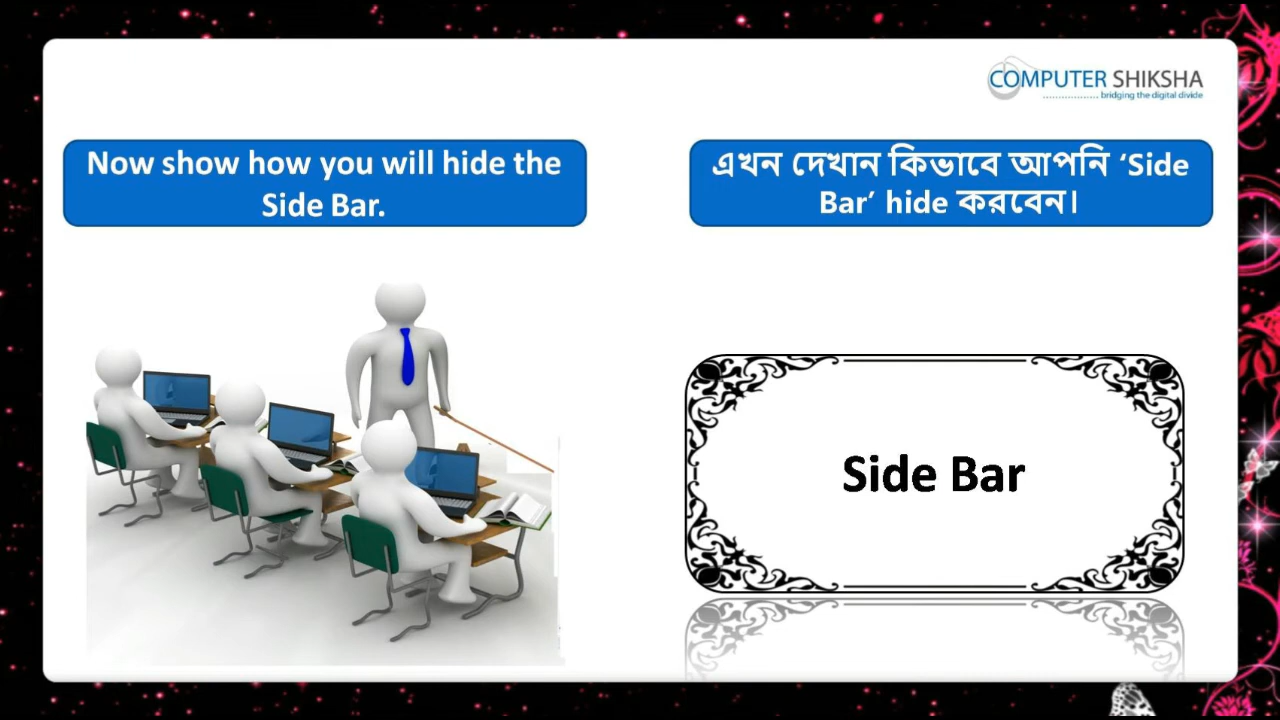 COMPUTER SHIKSHA
bridging the digital divide
Now show how you will hide the
Side Bar.
এখন দেখান কিভাবে আপনি ‘Side
Bar’ hide করবেন।
Side Bar